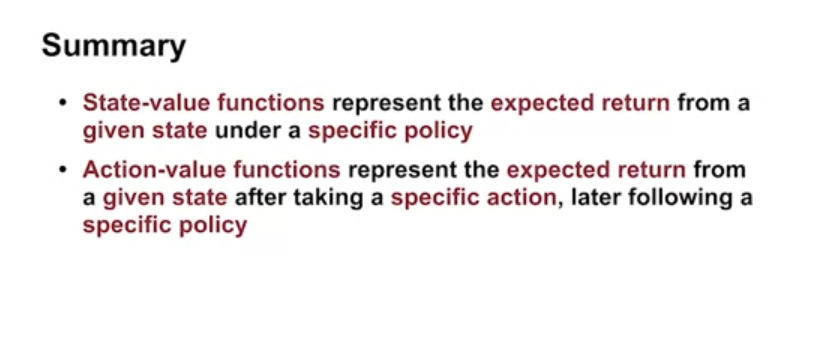 Summary
• State-value functions represent the expected return from a
given state under a specific policy
• Action-value functions represent the expected return from
a given state after taking a specific action, later following a
specific policy